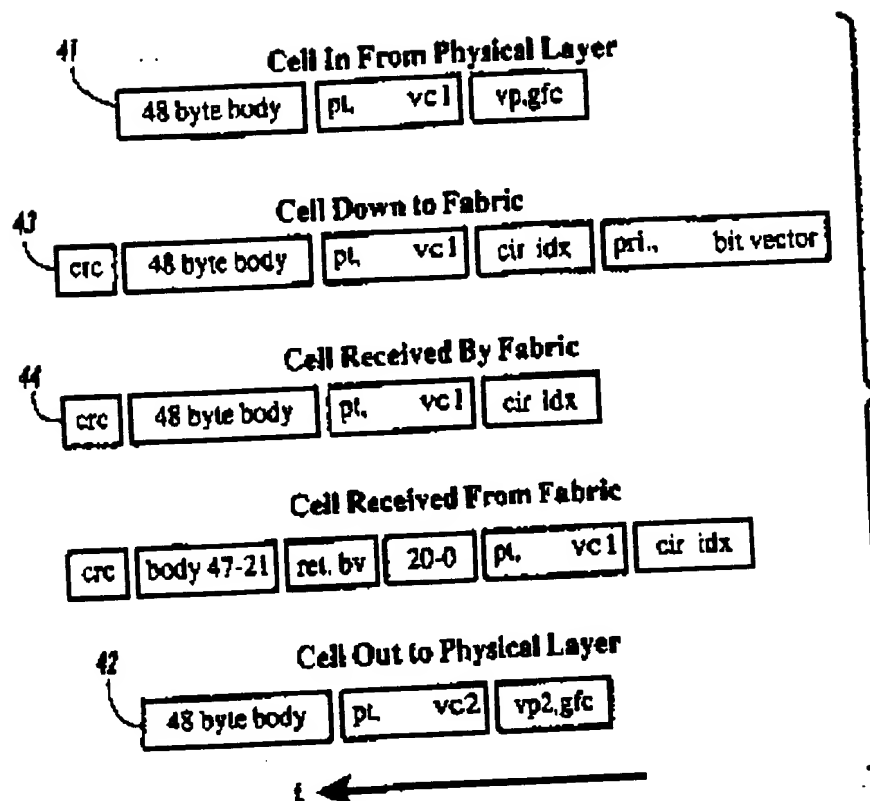 41
Cell In From Physical Layer
48 byte body pt, vc1 vp,gfc
Cell Down to Fabric
43
crc 48 byte body pt, vc1 cir idx pri., bit vector
Cell Received By Fabric
44
crc 48 byte body pt, vc1 cir idx
Cell Received From Fabric
crc body 47-21 ret. bv 20-0 pt, vc1 cir idx
42
Cell Out to Physical Layer
48 byte body pt, vc2 vp2,gfc
t